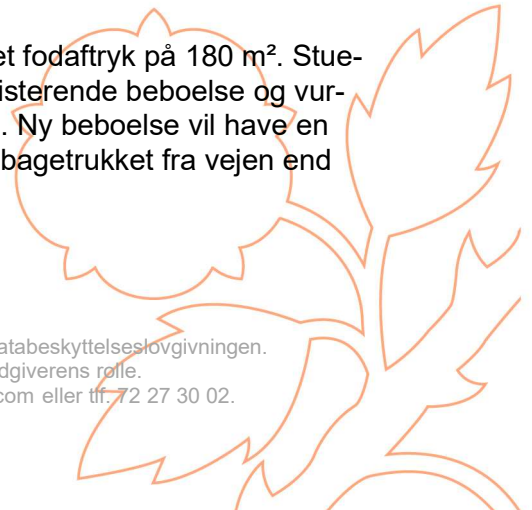 et fodaftryk på 180 m². Stue-
isterende beboelse og vur-
. Ny beboelse vil have en
bagetrukket fra vejen end
atabeskyttelseslovgivningen.
dgiverens rolle.
com eller tlf. 72 27 30 02.